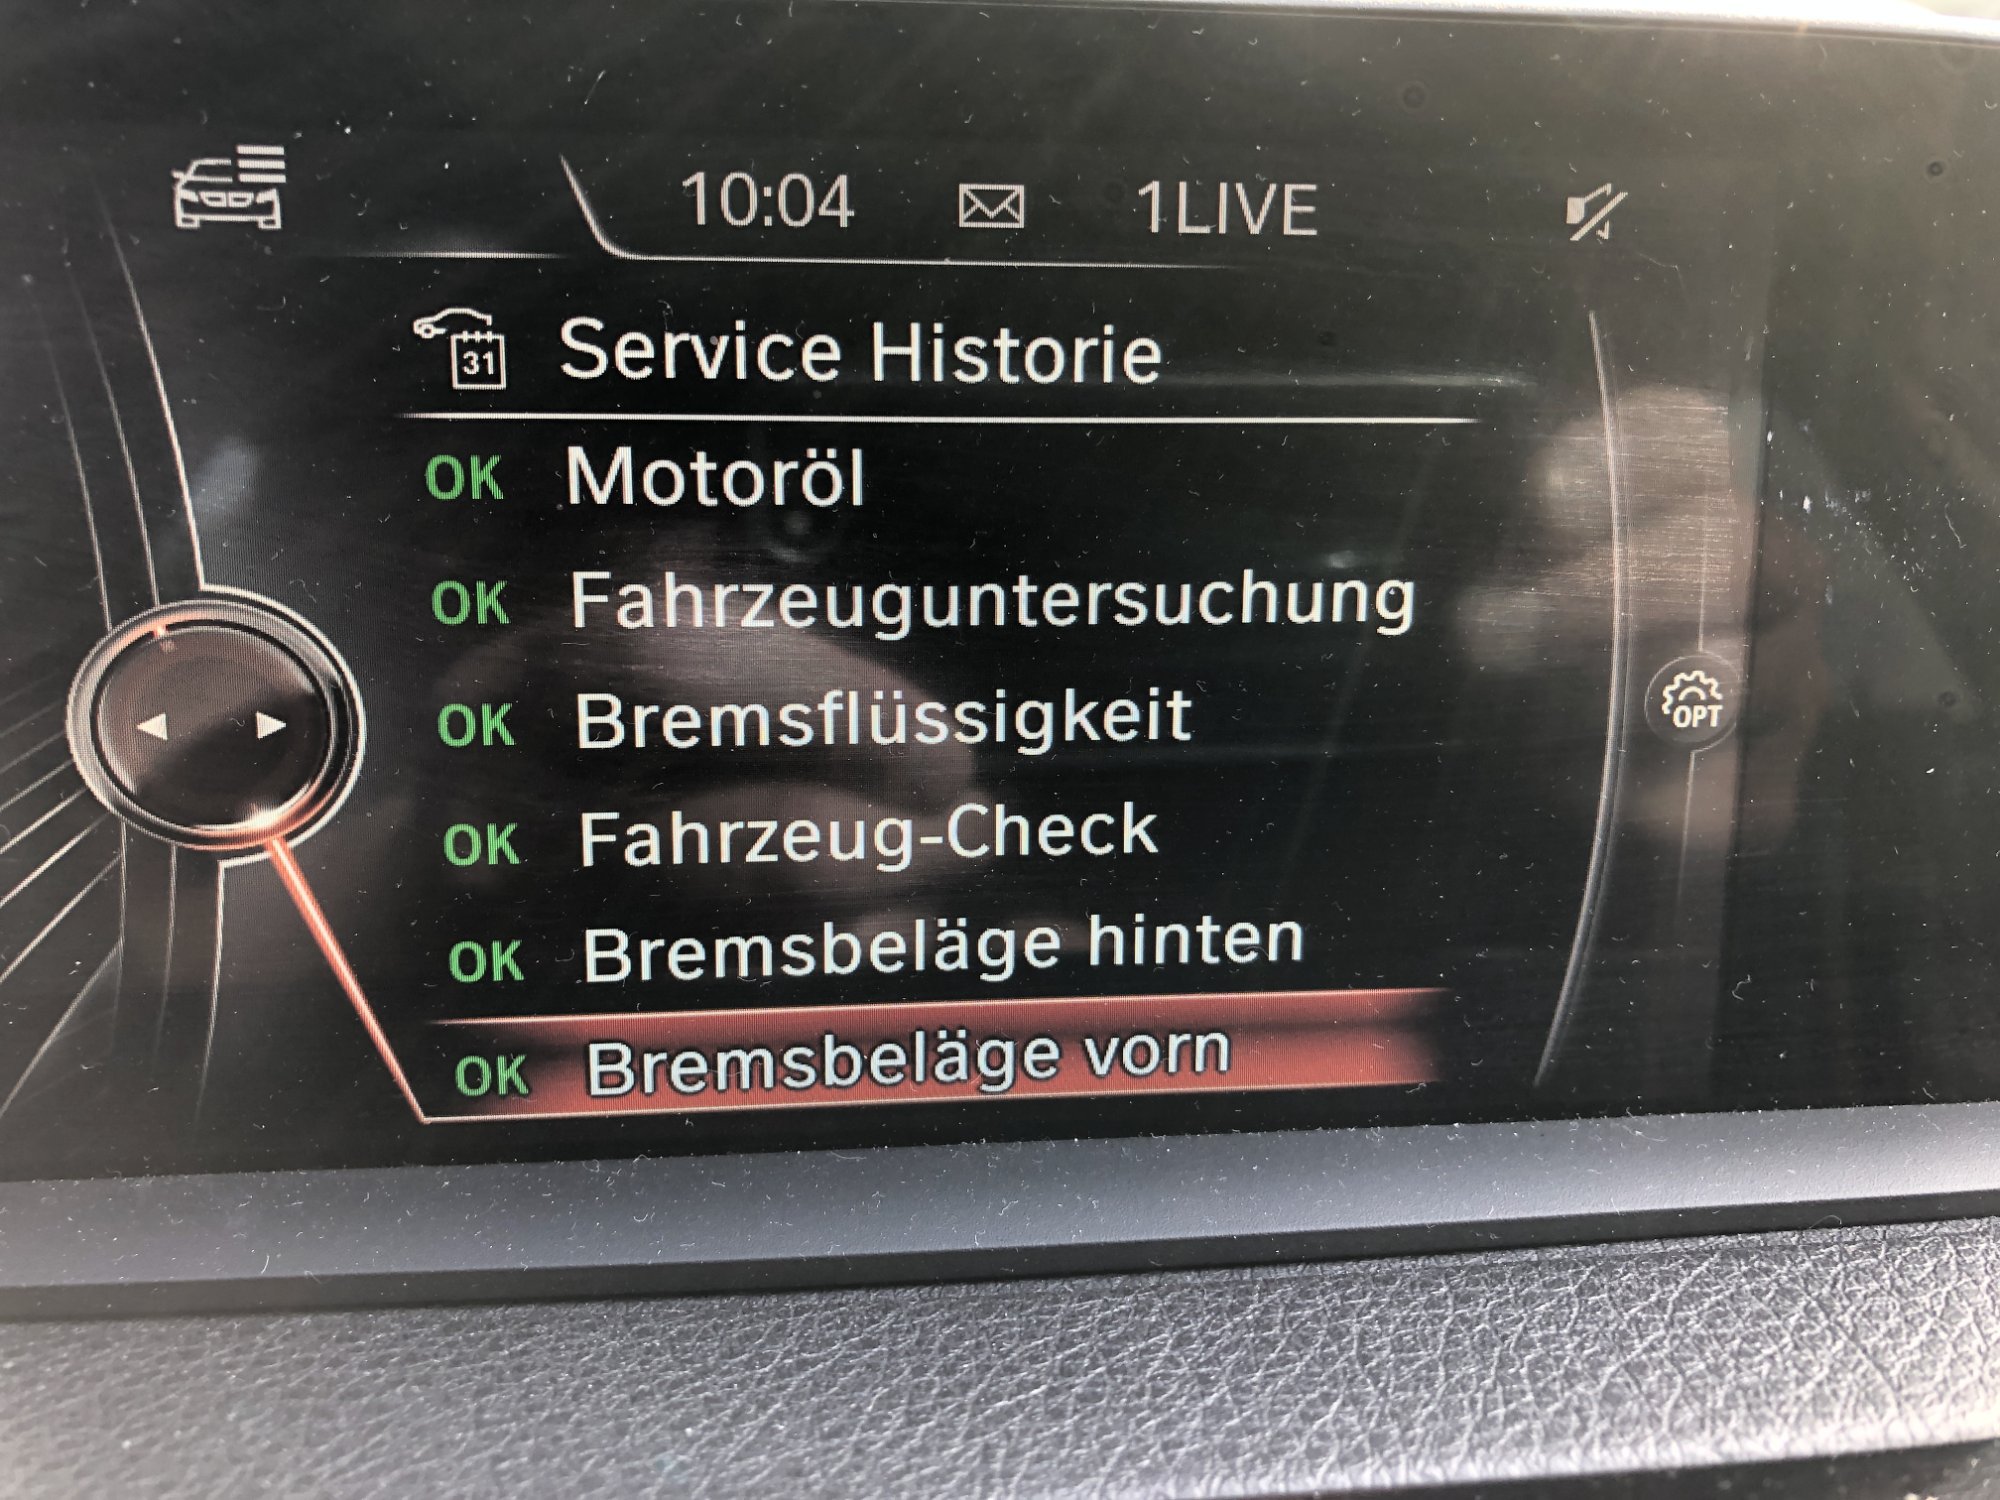 10:04 1LIVE
31 Service Historie
OK Motoröl
OK Fahrzeuguntersuchung
OK Bremsflüssigkeit
OK Fahrzeug-Check
OK Bremsbeläge hinten
OK Bremsbeläge vorn
OPT